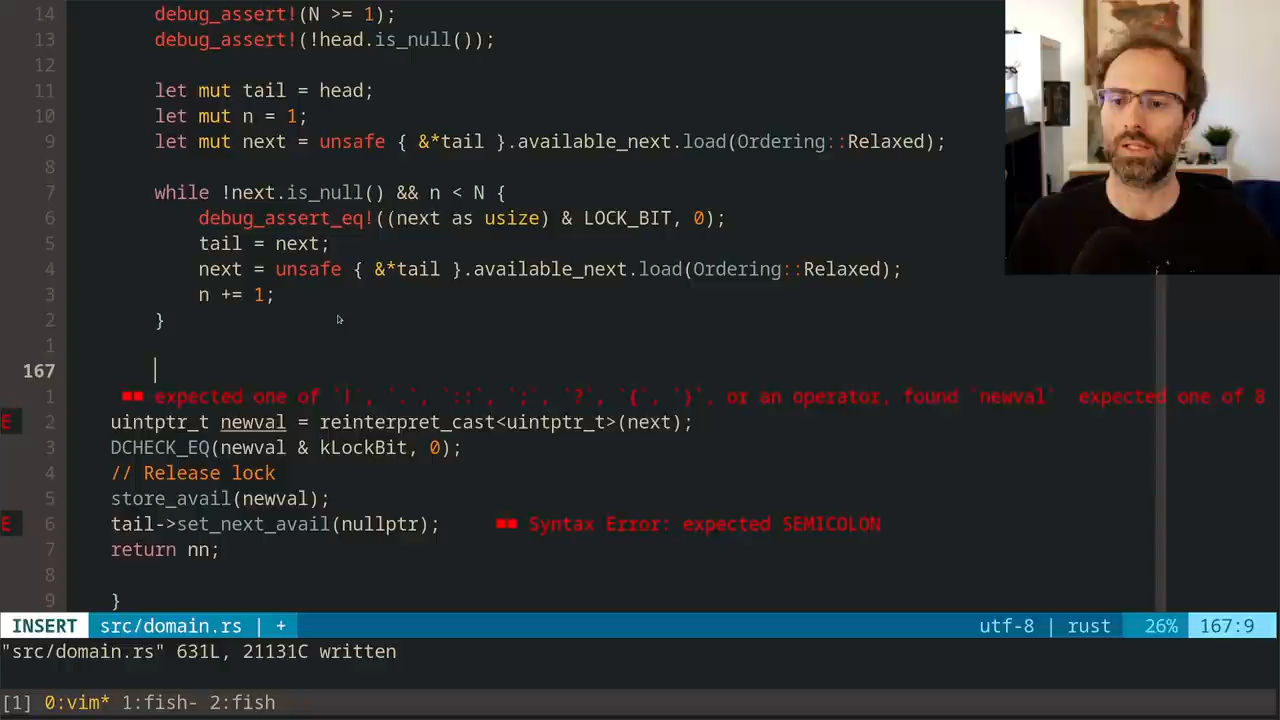 14 debug_assert!(N >= 1);
13 debug_assert!(!head.is_null());
12
11 let mut tail = head;
10 let mut n = 1;
9 let mut next = unsafe { &*tail }.available_next.load(Ordering::Relaxed);
8
7 while !next.is_null() && n < N {
6 debug_assert_eq!((next as usize) & LOCK_BIT, 0);
5 tail = next;
4 next = unsafe { &*tail }.available_next.load(Ordering::Relaxed);
3 n += 1;
2 }
1
167
1 ■■ expected one of `!`, `.`, `::`, `;`, `?`, `{`, `}`, or an operator, found `newval`  expected one of 8
E 2 uintptr_t newval = reinterpret_cast<uintptr_t>(next);
3 DCHECK_EQ(newval & kLockBit, 0);
4 // Release lock
5 store_avail(newval);
E 6 tail->set_next_avail(nullptr); ■■ Syntax Error: expected SEMICOLON
7 return nn;
8
9 }
INSERT src/domain.rs | + utf-8 | rust 26% 167:9
"src/domain.rs" 631L, 21131C written
[1] 0:vim* 1:fish- 2:fish